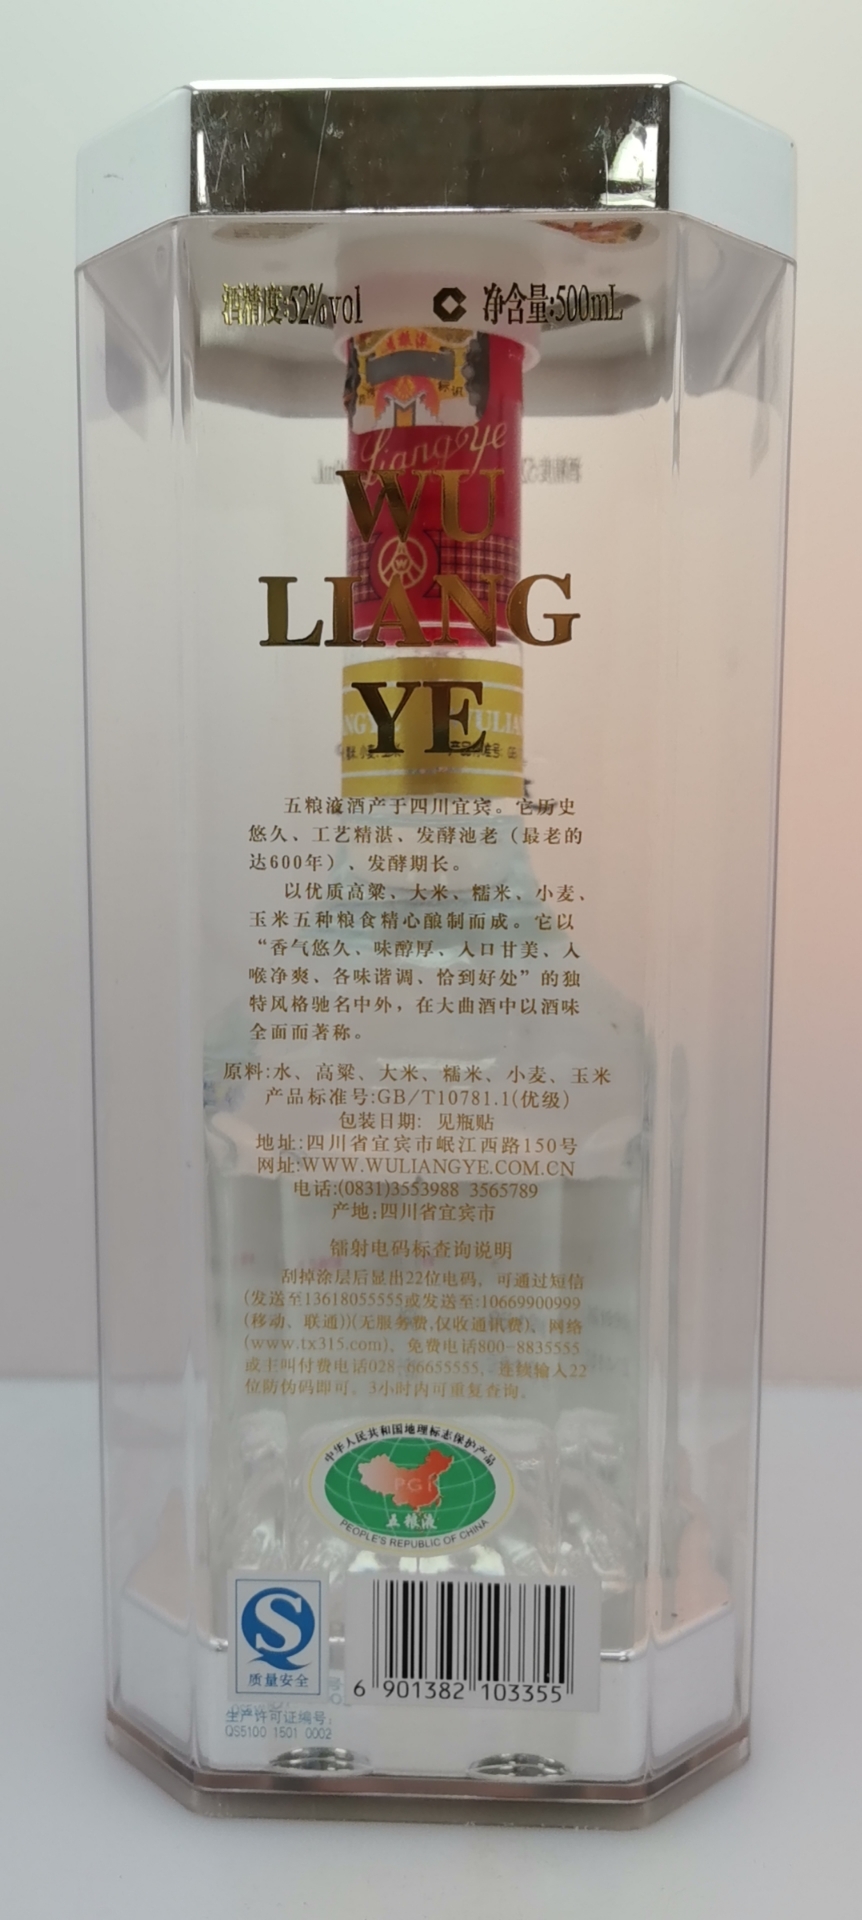 酒精度:52%vol 净含量:500mL
标识
Liangye
WU
LIANG
YE
五粮液酒产于四川宜宾。它历史
悠久、工艺精湛、发酵池老（最老的
达600年）、发酵期长。
以优质高粱、大米、糯米、小麦、
玉米五种粮食精心酿制而成。它以
“香气悠久、味醇厚、入口甘美、入
喉净爽、各味谐调、恰到好处”的独
特风格驰名中外，在大曲酒中以酒味
全面而著称。
原料:水、高粱、大米、糯米、小麦、玉米
产品标准号:GB/T10781.1(优级)
包装日期: 见瓶贴
地址:四川省宜宾市岷江西路150号
网址:WWW.WULIANGYE.COM.CN
电话:(0831)3553988 3565789
产地:四川省宜宾市
镭射电码标查询说明
刮掉涂层后显出22位电码，可通过短信
(发送至13618055555或发送至:10669900999
(移动、联通))(无服务费,仅收通讯费)、网络
(www.tx315.com)、免费电话800-8835555
或主叫付费电话028-86655555，连续输入22
位防伪码即可。3小时内可重复查询。
中华人民共和国地理标志保护产品
PGI
五粮液
PEOPLE'S REPUBLIC OF CHINA
质量安全
6 901382 103355
生产许可证编号:
QS5100 1501 0002